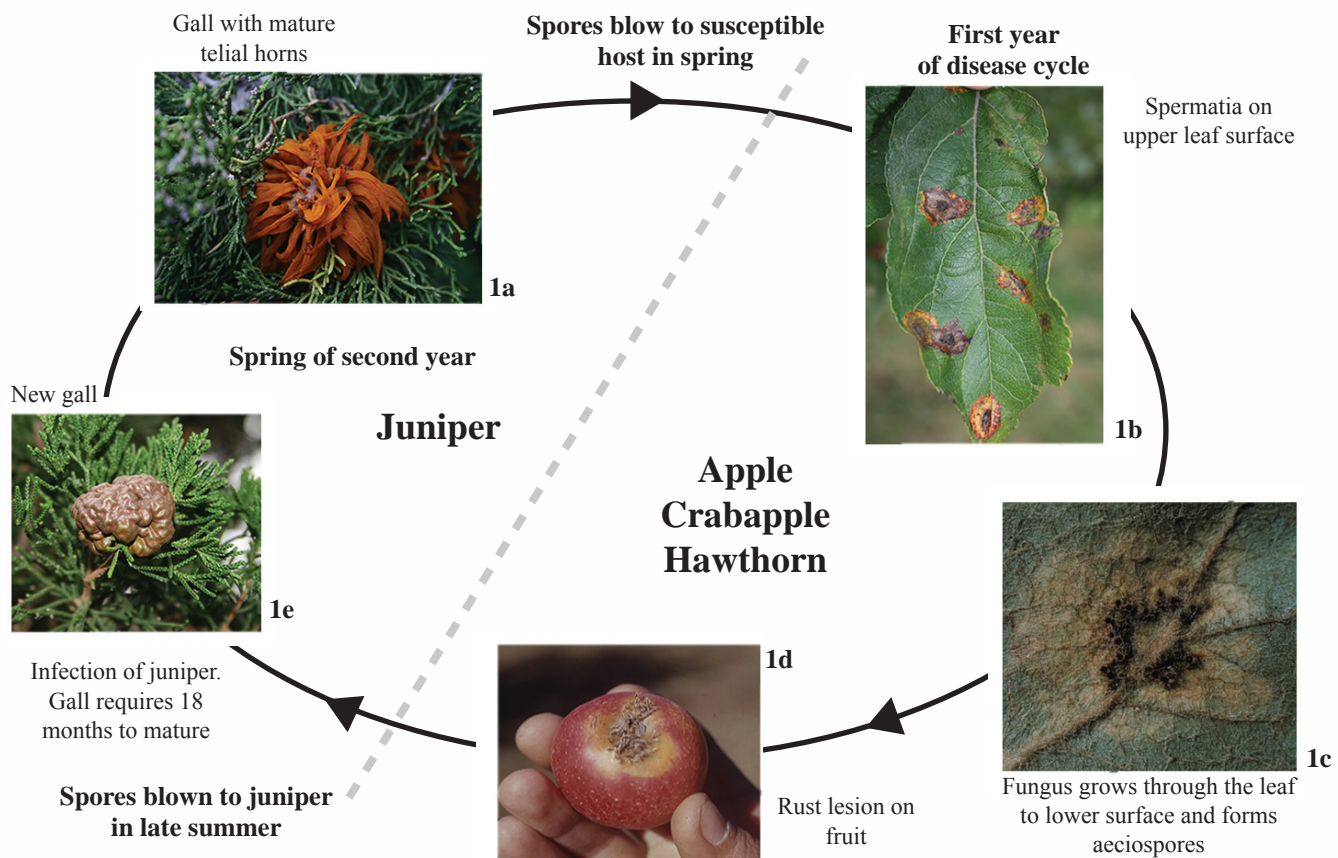 Gall with mature
telial horns
Spores blow to susceptible
host in spring
First year
of disease cycle
Spermatia on
upper leaf surface
1a
1b
Spring of second year
New gall
Juniper
Apple
Crabapple
Hawthorn
1e
1d
1c
Infection of juniper.
Gall requires 18
months to mature
Spores blown to juniper
in late summer
Rust lesion on
fruit
Fungus grows through the leaf
to lower surface and forms
aeciospores